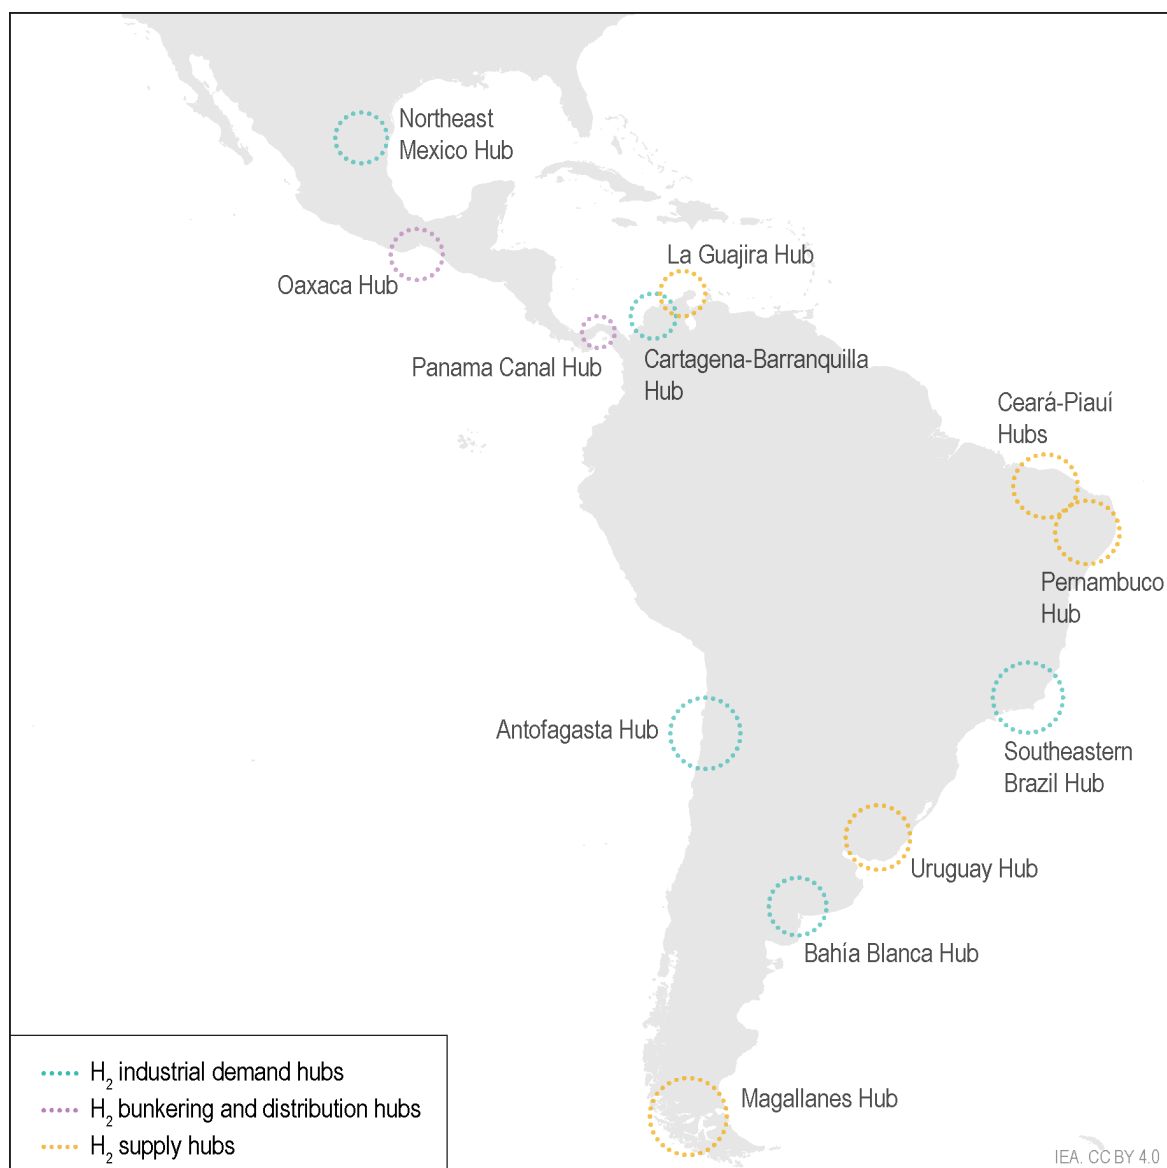 Northeast
Mexico Hub
La Guajira Hub
Oaxaca Hub
Panama Canal Hub
Cartagena-Barranquilla
Hub
Ceará-Piauí
Hubs
Pernambuco
Hub
Antofagasta Hub
Southeastern
Brazil Hub
Uruguay Hub
Bahía Blanca Hub
Magallanes Hub
H2 industrial demand hubs
H2 bunkering and distribution hubs
H2 supply hubs
IEA. CC BY 4.0